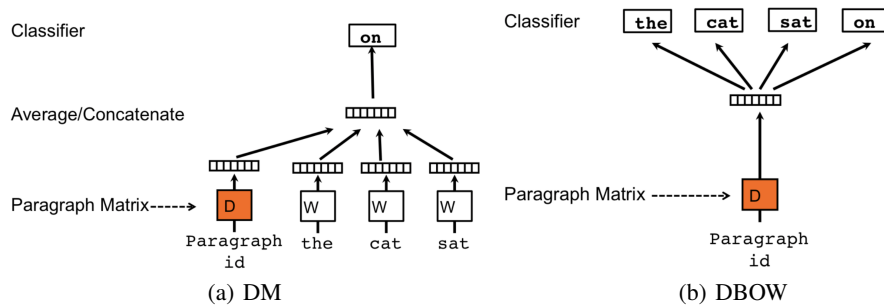 Classifier
on
Average/Concatenate
Paragraph Matrix
D
W
W
W
Paragraph
id
the
cat
sat
(a) DM
Classifier
the
cat
sat
on
Paragraph Matrix
D
Paragraph
id
(b) DBOW